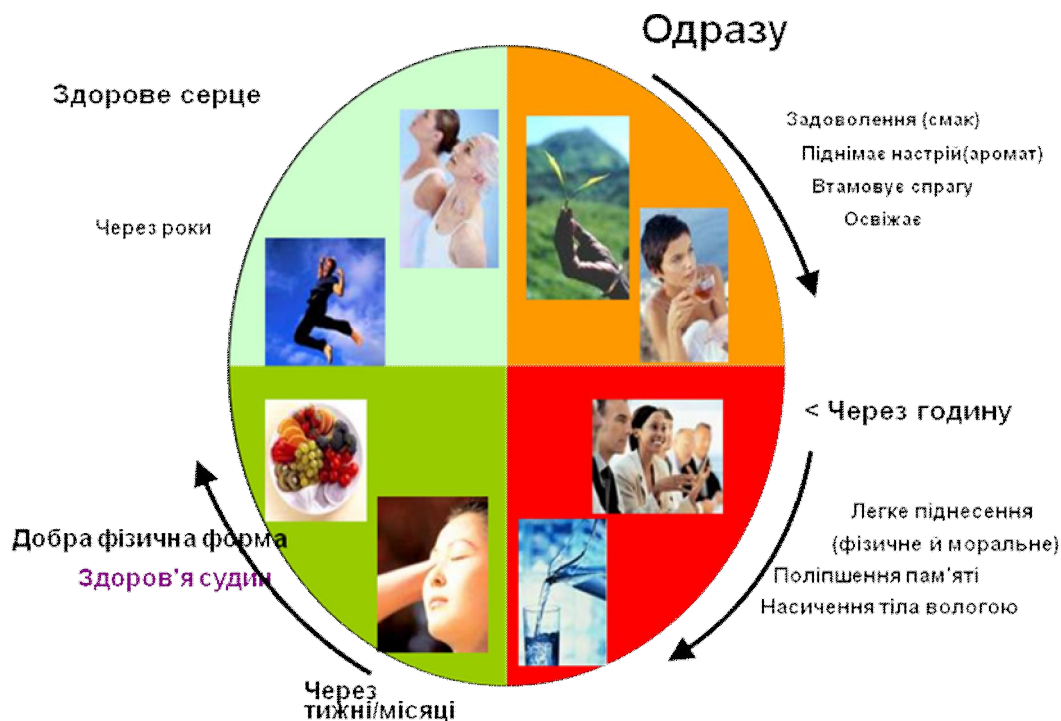 Одразу
Задоволення (смак)
Піднімає настрій(аромат)
Втамовує спрагу
Освіжає
< Через годину
Легке піднесення
(фізичне й моральне)
Поліпшення пам'яті
Насичення тіла вологою
Через
тижні/місяці
Добра фізична форма
Здоров'я судин
Через роки
Здорове серце